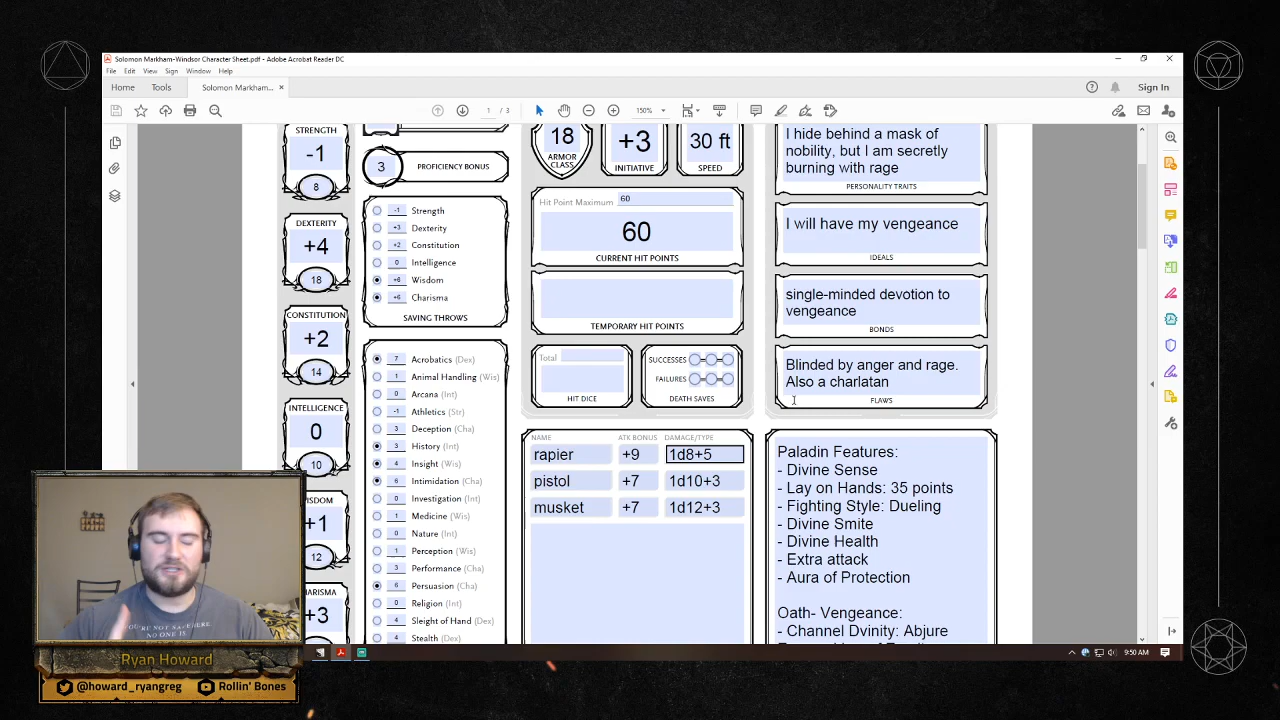 Solomon Markham-Windsor Character Sheet.pdf - Adobe Acrobat Reader DC
File Edit View Sign Window Help
Home Tools Solomon Markham... × Sign In
1 / 3 150%
STRENGTH
-1
8
DEXTERITY
+4
18
CONSTITUTION
+2
14
INTELLIGENCE
0
10
WISDOM
+1
12
HARISMA
+3
3 PROFICIENCY BONUS
-1 Strength
+3 Dexterity
+2 Constitution
0 Intelligence
+6 Wisdom
+6 Charisma
SAVING THROWS
7 Acrobatics (Dex)
1 Animal Handling (Wis)
0 Arcana (Int)
-1 Athletics (Str)
3 Deception (Cha)
3 History (Int)
4 Insight (Wis)
6 Intimidation (Cha)
0 Investigation (Int)
1 Medicine (Wis)
0 Nature (Int)
1 Perception (Wis)
3 Performance (Cha)
6 Persuasion (Cha)
0 Religion (Int)
4 Sleight of Hand (Dex)
4 Stealth (Dex)
18
ARMOR
CLASS
+3
INITIATIVE
30 ft
SPEED
Hit Point Maximum 60
60
CURRENT HIT POINTS
TEMPORARY HIT POINTS
Total
HIT DICE
SUCCESSES
FAILURES
DEATH SAVES
NAME ATK BONUS DAMAGE/TYPE
rapier +9 1d8+5
pistol +7 1d10+3
musket +7 1d12+3
I hide behind a mask of
nobility, but I am secretly
burning with rage
PERSONALITY TRAITS
I will have my vengeance
IDEALS
single-minded devotion to
vengeance
BONDS
Blinded by anger and rage.
Also a charlatan
FLAWS
Paladin Features:
- Divine Sense
- Lay on Hands: 35 points
- Fighting Style: Dueling
- Divine Smite
- Divine Health
- Extra attack
- Aura of Protection
Oath- Vengeance:
- Channel Dvinity: Abjure
9:50 AM
YOU'RE NOT SAFE HERE
NO ONE IS
Ryan Howard
@howard_ryangreg Rollin' Bones